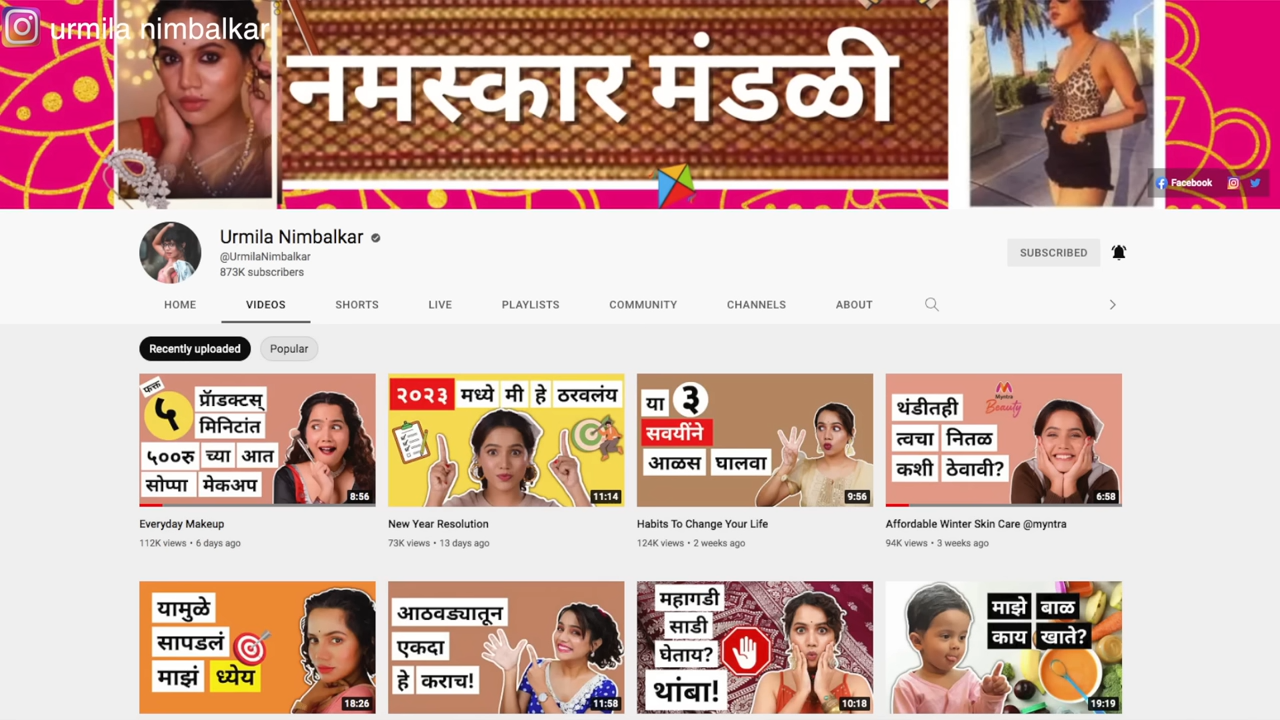 urmila nimbalkar
नमस्कार मंडळी
Facebook
Urmila Nimbalkar
@UrmilaNimbalkar
873K subscribers
SUBSCRIBED
HOME VIDEOS SHORTS LIVE PLAYLISTS COMMUNITY CHANNELS ABOUT
Recently uploaded Popular
फक्त
५ प्रॉडक्टस्
मिनिटांत
५००रु च्या आत
सोप्पा मेकअप
8:56
Everyday Makeup
112K views • 6 days ago
२०२३ मध्ये मी हे ठरवलंय
11:14
New Year Resolution
73K views • 13 days ago
या ३
सवयींने
आळस घालवा
9:56
Habits To Change Your Life
124K views • 2 weeks ago
Myntra
Beauty
थंडीतही
त्वचा नितळ
कशी ठेवावी?
6:58
Affordable Winter Skin Care @myntra
94K views • 3 weeks ago
यामुळे
सापडलं
माझं ध्येय
18:26
आठवड्यातून
एकदा
हे कराच!
11:58
महागडी
साडी
घेताय?
थांबा!
10:18
माझे बाळ
काय खाते?
19:19